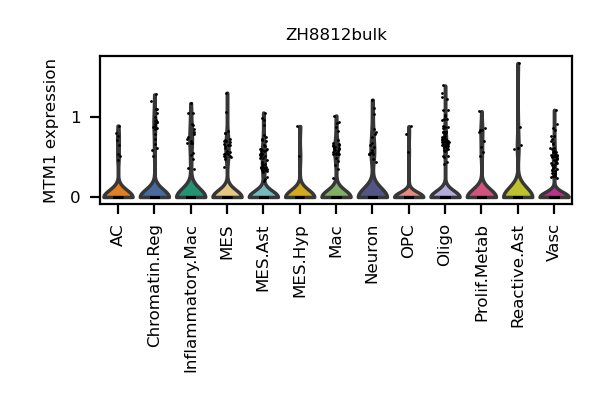 ZH8812bulk
MTM1 expression
1
0
AC
Chromatin.Reg
Inflammatory.Mac
MES
MES.Ast
MES.Hyp
Mac
Neuron
OPC
Oligo
Prolif.Metab
Reactive.Ast
Vasc